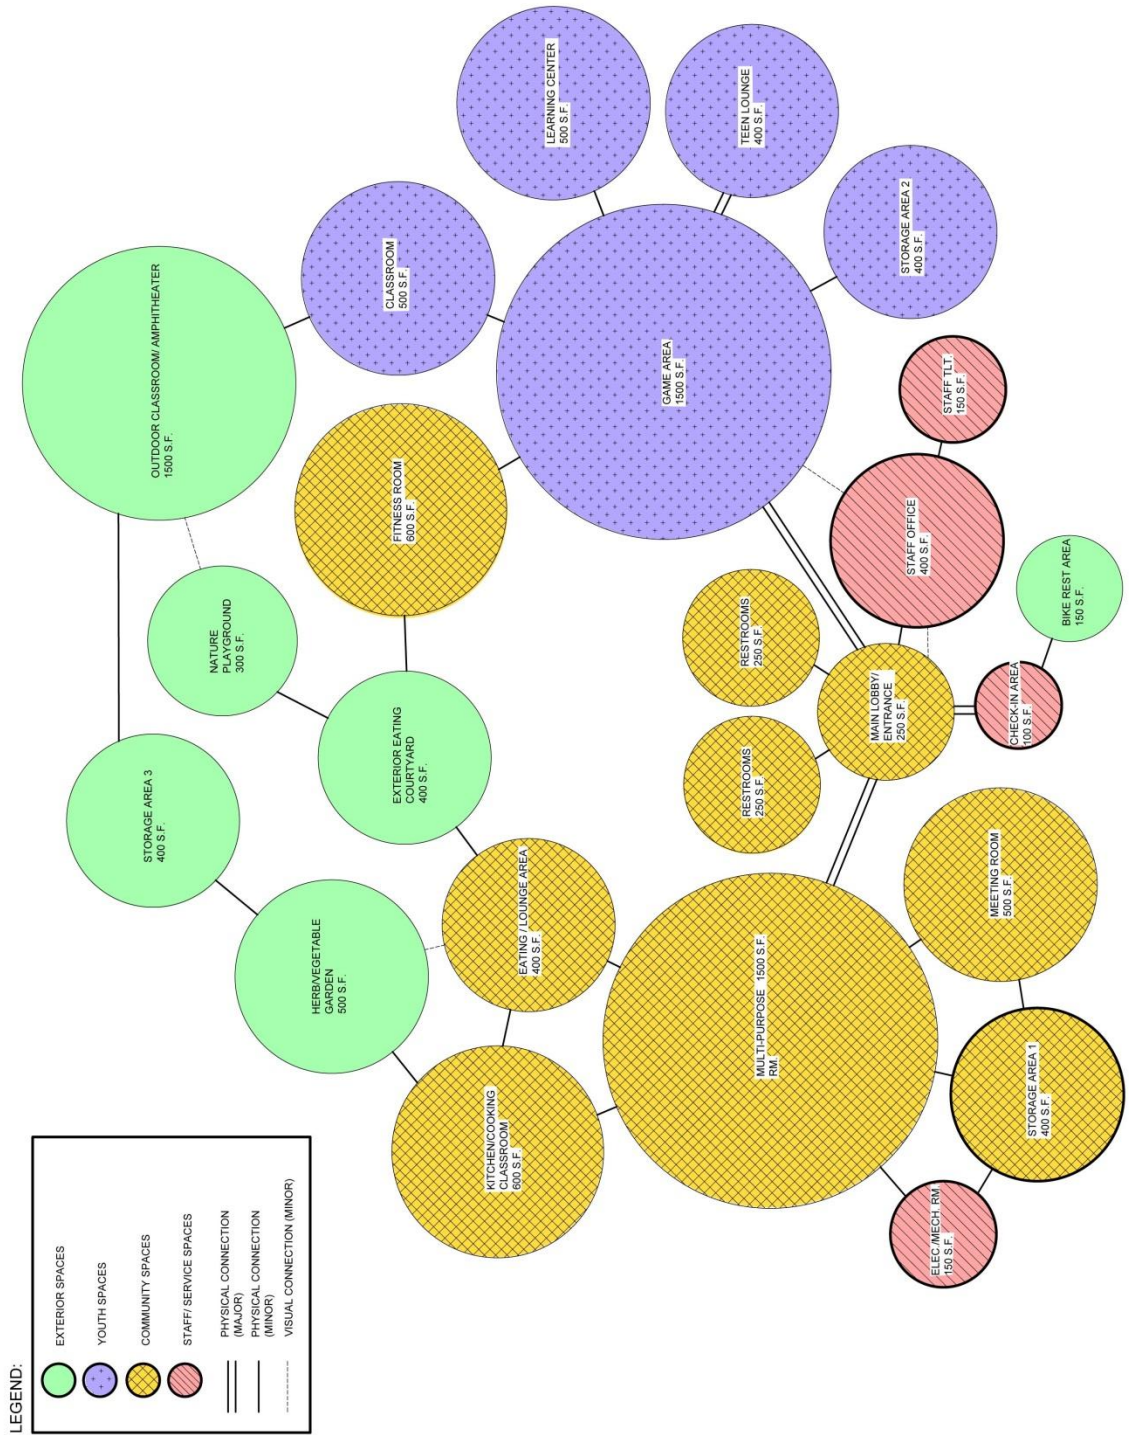 LEGEND:
EXTERIOR SPACES
YOUTH SPACES
COMMUNITY SPACES
STAFF/ SERVICE SPACES
PHYSICAL CONNECTION
(MAJOR)
PHYSICAL CONNECTION
(MINOR)
VISUAL CONNECTION (MINOR)
STORAGE AREA 3
400 S.F.
OUTDOOR CLASSROOM/ AMPHITHEATER
1500 S.F.
NATURE
PLAYGROUND
300 S.F.
HERB/VEGETABLE
GARDEN
500 S.F.
EXTERIOR EATING
COURTYARD
400 S.F.
FITNESS ROOM
600 S.F.
CLASSROOM
500 S.F.
KITCHEN/COOKING
CLASSROOM
600 S.F.
EATING / LOUNGE AREA
400 S.F.
LEARNING CENTER
500 S.F.
GAME AREA
1500 S.F.
TEEN LOUNGE
400 S.F.
MULTI-PURPOSE 1500 S.F.
RM.
RESTROOMS
250 S.F.
RESTROOMS
250 S.F.
MAIN LOBBY/
ENTRANCE
250 S.F.
STAFF OFFICE
400 S.F.
STORAGE AREA 2
400 S.F.
STAFF TLT.
150 S.F.
ELEC./MECH. RM.
150 S.F.
MEETING ROOM
500 S.F.
CHECK-IN AREA
100 S.F.
BIKE REST AREA
150 S.F.
STORAGE AREA 1
400 S.F.